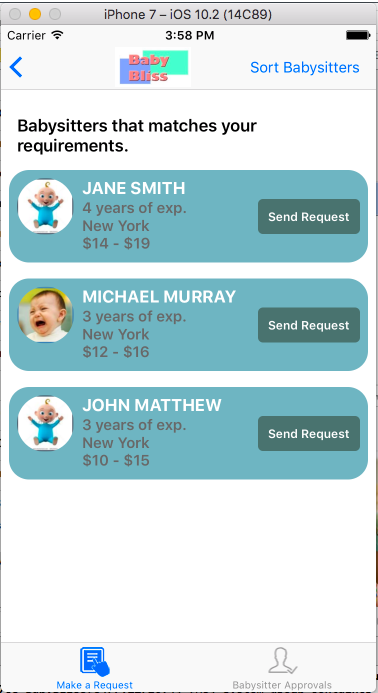 iPhone 7 – iOS 10.2 (14C89)
Carrier 3:58 PM
Baby
Bliss
Sort Babysitters
Babysitters that matches your
requirements.
JANE SMITH
4 years of exp.
New York
$14 - $19
Send Request
MICHAEL MURRAY
3 years of exp.
New York
$12 - $16
Send Request
JOHN MATTHEW
3 years of exp.
New York
$10 - $15
Send Request
Make a Request
Babysitter Approvals